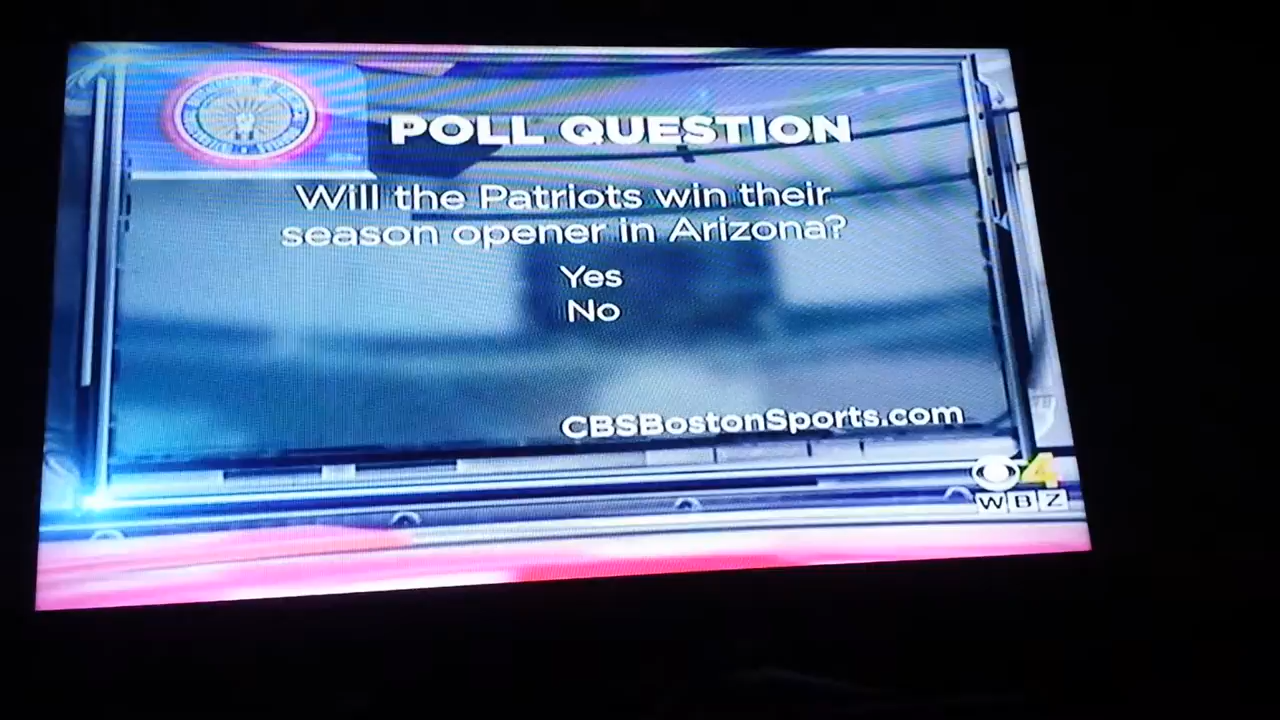 POLL QUESTION
Will the Patriots win their
season opener in Arizona?
Yes
No
CBSBostonSports.com
4
WBZ